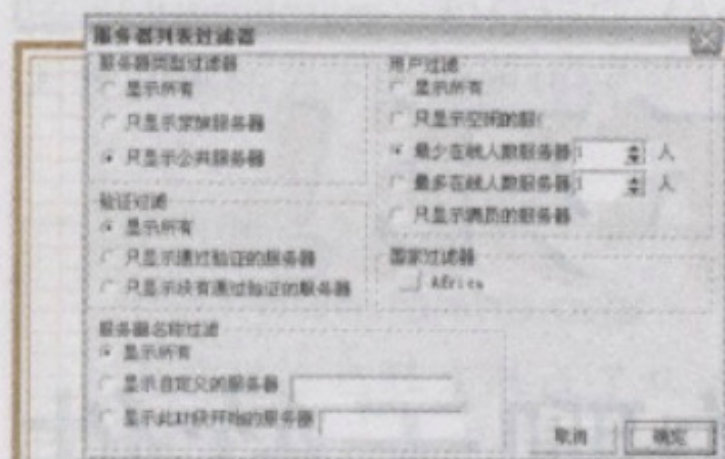 服务器列表过滤器
服务器类型过滤器
显示所有
只显示家族服务器
只显示公共服务器
用户过滤
显示所有
只显示空闲的服(
最少在线人数服务器 1 人
最多在线人数服务器 1 人
只显示满员的服务器
验证过滤
显示所有
只显示通过验证的服务器
只显示没有通过验证的服务器
国家过滤器
Africa
服务器名称过滤
显示所有
显示自定义的服务器
显示此对段开始的服务器
取消 确定